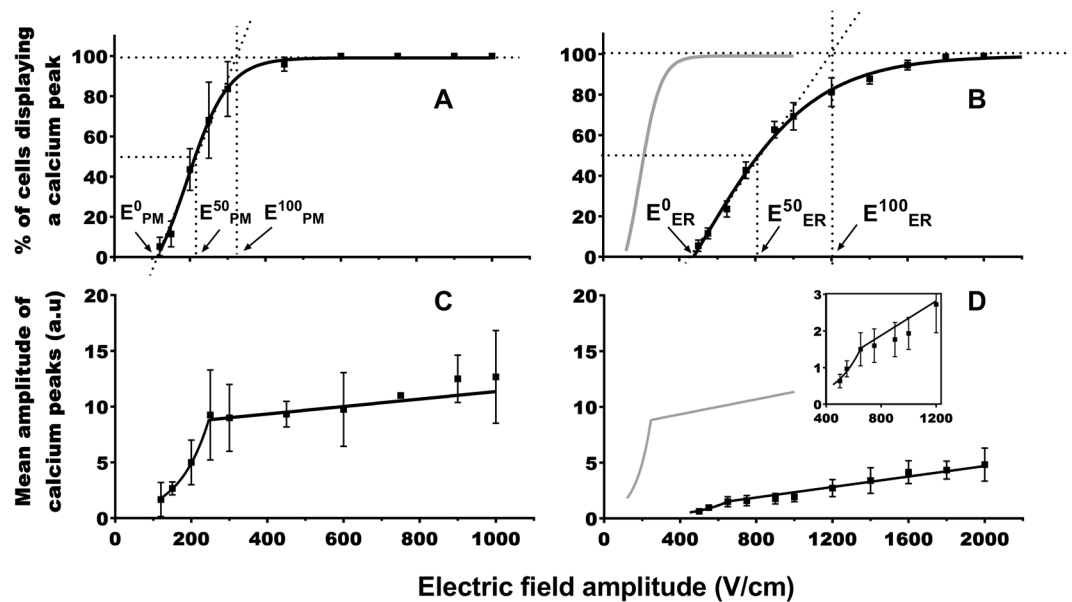 % of cells displaying
a calcium peak
100
80
60
40
20
0
A
E⁰PM
E⁵⁰PM
E¹⁰⁰PM
100
80
60
40
20
0
B
E⁰ER
E⁵⁰ER
E¹⁰⁰ER
Mean amplitude of
calcium peaks (a.u)
20
15
10
5
0
C
0 200 400 600 800 1000
20
15
10
5
0
D
3
2
1
0
400 800 1200
0 400 800 1200 1600 2000
Electric field amplitude (V/cm)